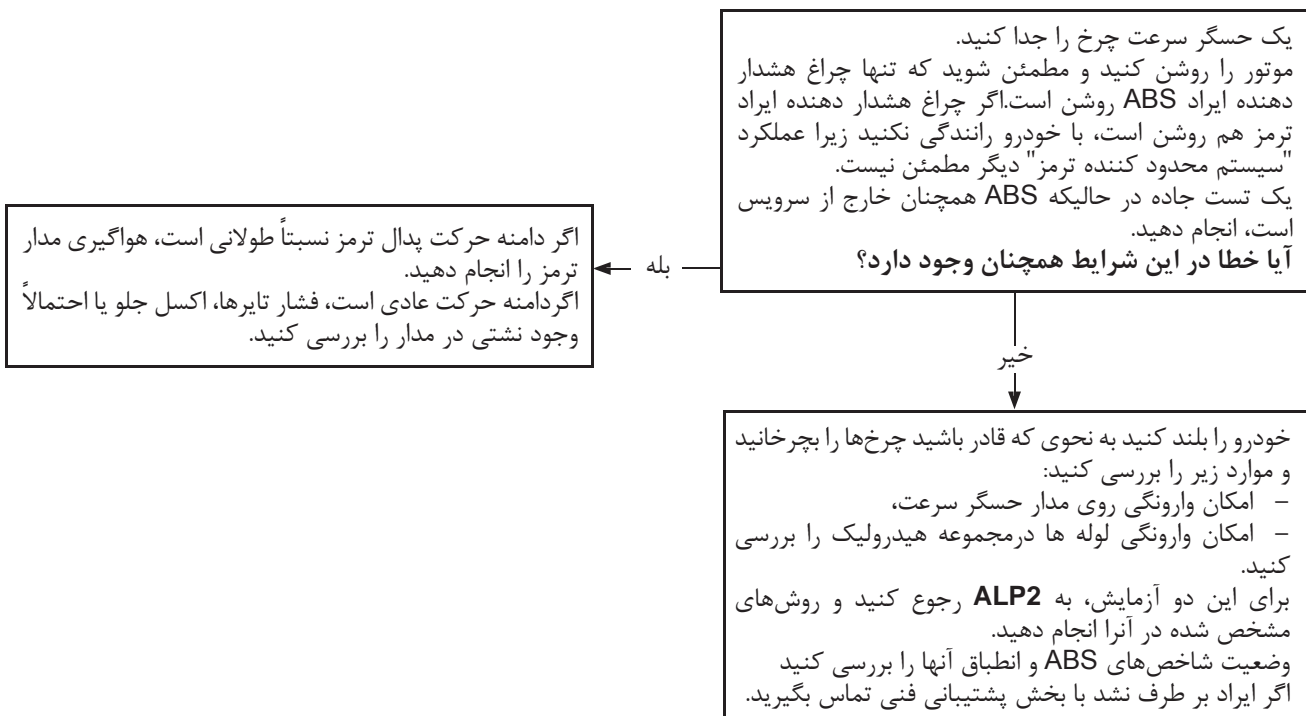 یک حسگر سرعت چرخ را جدا کنید.
موتور را روشن کنید و مطمئن شوید که تنها چراغ هشدار
دهنده ایراد ABS روشن است.اگر چراغ هشدار دهنده ایراد
ترمز هم روشن است، با خودرو رانندگی نکنید زیرا عملکرد
"سیستم محدود کننده ترمز" دیگر مطمئن نیست.
یک تست جاده در حالیکه ABS همچنان خارج از سرویس
است، انجام دهید.
آیا خطا در این شرایط همچنان وجود دارد؟
بله
اگر دامنه حرکت پدال ترمز نسبتاً طولانی است، هواگیری مدار
ترمز را انجام دهید.
اگردامنه حرکت عادی است، فشار تایرها، اکسل جلو یا احتمالاً
وجود نشتی در مدار را بررسی کنید.
خیر
خودرو را بلند کنید به نحوی که قادر باشید چرخ‌ها را بچرخانید
و موارد زیر را بررسی کنید:
– امکان وارونگی روی مدار حسگر سرعت،
– امکان وارونگی لوله ها درمجموعه هیدرولیک را بررسی
کنید.
برای این دو آزمایش، به ALP2 رجوع کنید و روش‌های
مشخص شده در آنرا انجام دهید.
وضعیت شاخص‌های ABS و انطباق آنها را بررسی کنید
اگر ایراد بر طرف نشد با بخش پشتیبانی فنی تماس بگیرید.